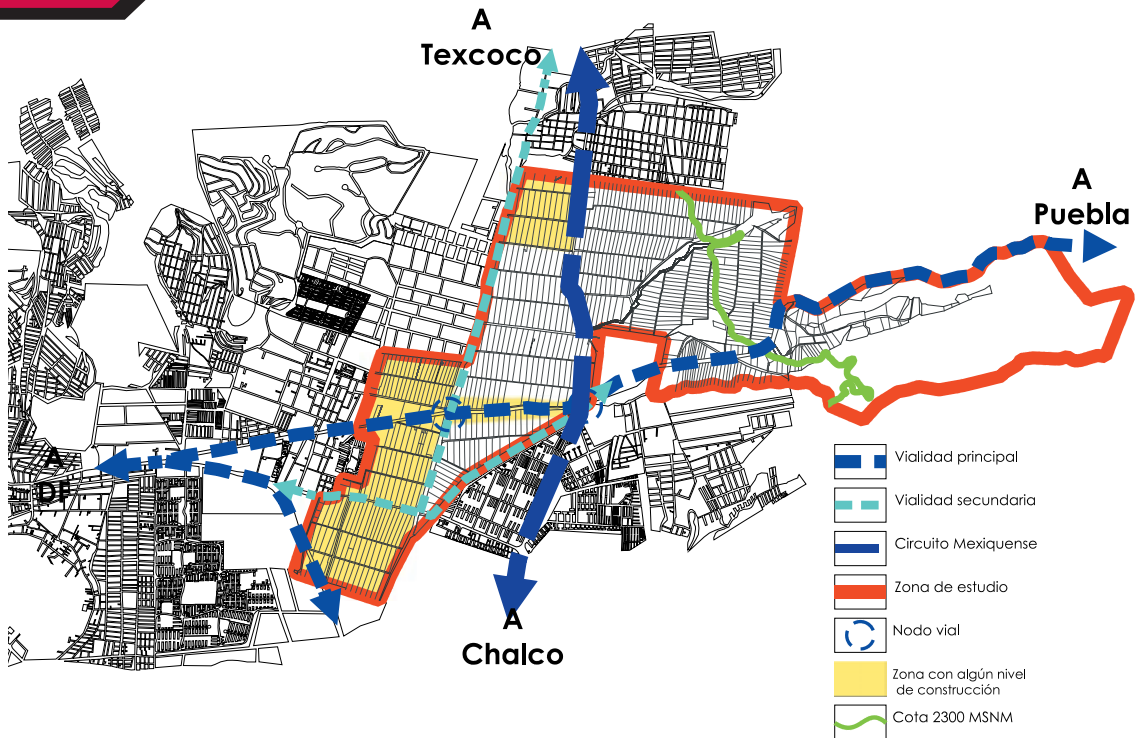 A
Texcoco
A
Puebla
A
DF
A
Chalco
Vialidad principal
Vialidad secundaria
Circuito Mexiquense
Zona de estudio
Nodo vial
Zona con algún nivel
de construcción
Cota 2300 MSNM